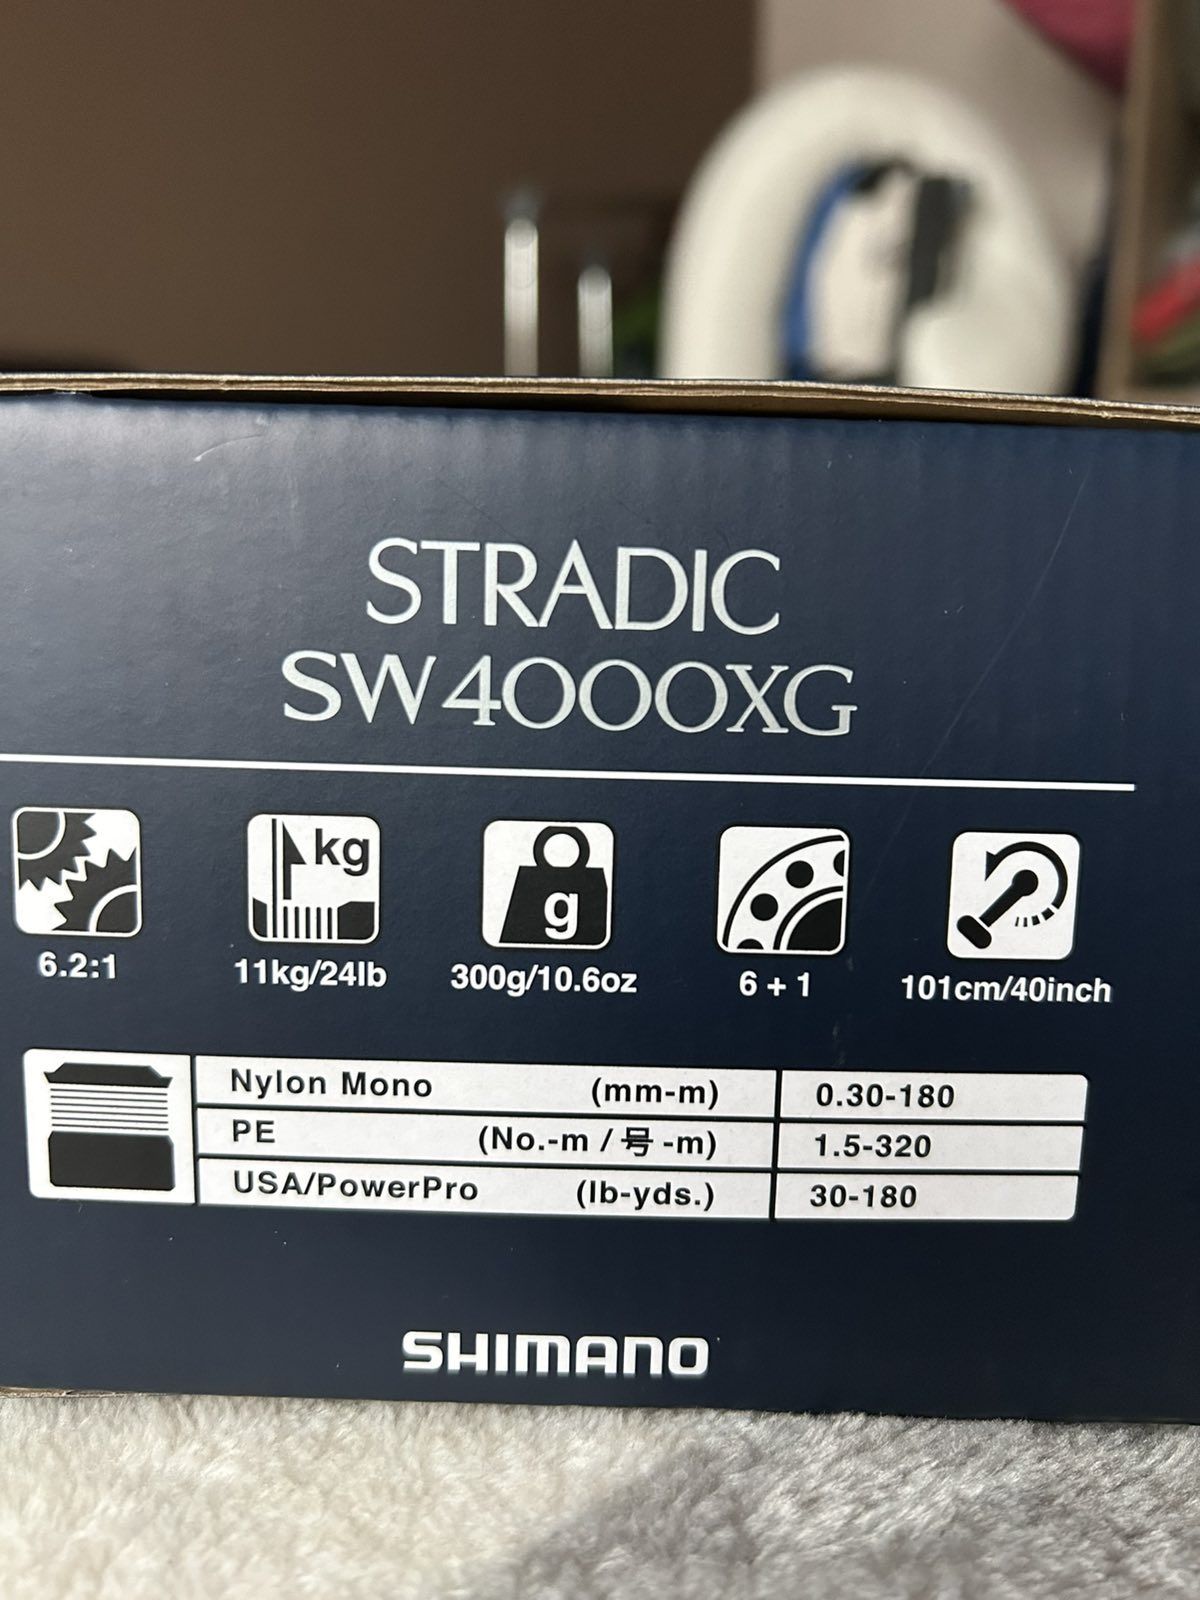 STRADIC
SW4000XG
kg
g
6.2:1
11kg/24lb
300g/10.6oz
6 + 1
101cm/40inch
Nylon Mono (mm-m) 0.30-180
PE (No.-m / 号 -m) 1.5-320
USA/PowerPro (lb-yds.) 30-180
SHIMANO